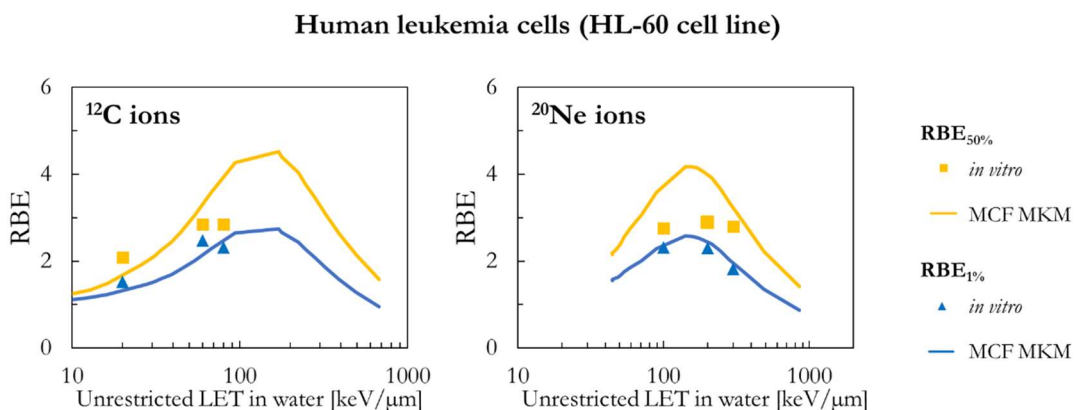 Human leukemia cells (HL-60 cell line)
¹²C ions
RBE
6
4
2
0
10
100
1000
Unrestricted LET in water [keV/μm]
²⁰Ne ions
RBE
6
4
2
0
10
100
1000
Unrestricted LET in water [keV/μm]
RBE₅₀%
in vitro
MCF MKM
RBE₁%
in vitro
MCF MKM